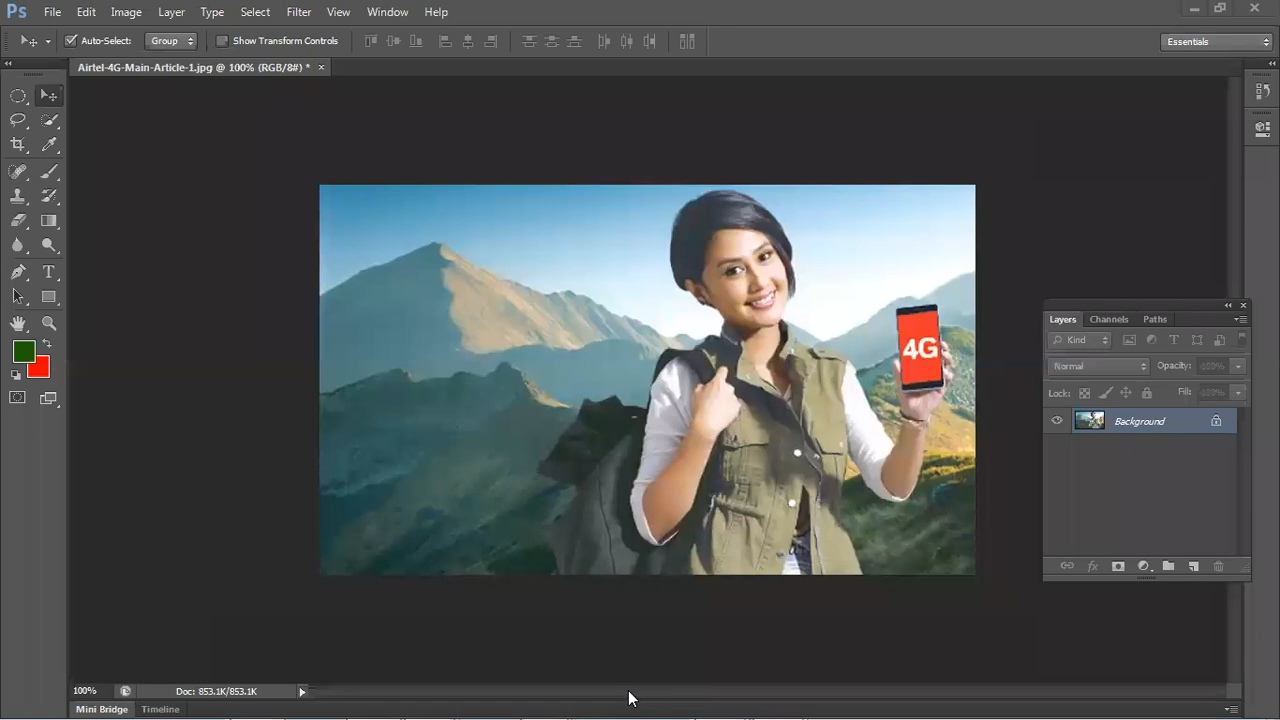 Ps File Edit Image Layer Type Select Filter View Window Help
Auto-Select: Group Show Transform Controls Essentials
Airtel-4G-Main-Article-1.jpg @ 100% (RGB/8#) * ×
4G
Layers Channels Paths
Kind
Normal Opacity: 100%
Lock: Fill: 100%
Background
100% Doc: 853.1K/853.1K
Mini Bridge Timeline